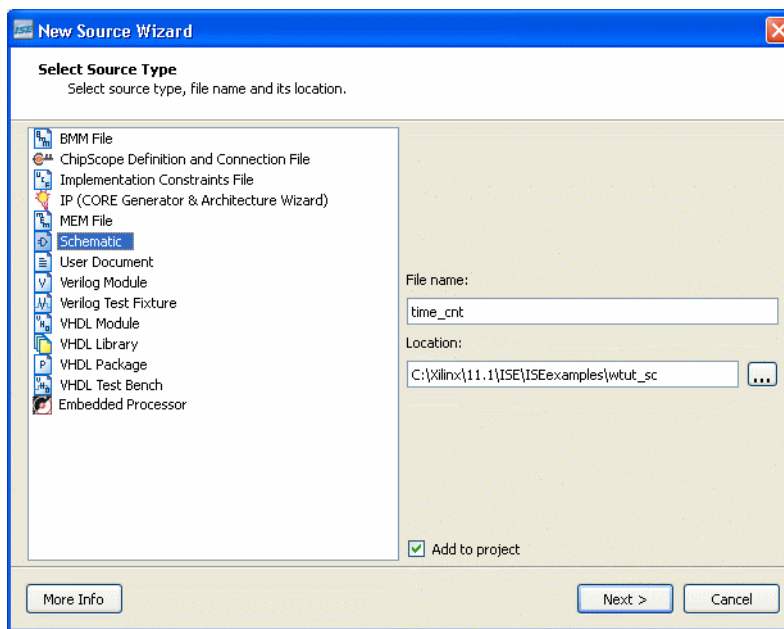 New Source Wizard
Select Source Type
Select source type, file name and its location.
BMM File
ChipScope Definition and Connection File
Implementation Constraints File
IP (CORE Generator & Architecture Wizard)
MEM File
Schematic
User Document
Verilog Module
Verilog Test Fixture
VHDL Module
VHDL Library
VHDL Package
VHDL Test Bench
Embedded Processor
File name:
time_cnt
Location:
C:\Xilinx\11.1\ISE\ISEexamples\wtut_sc
...
Add to project
More Info
Next >
Cancel